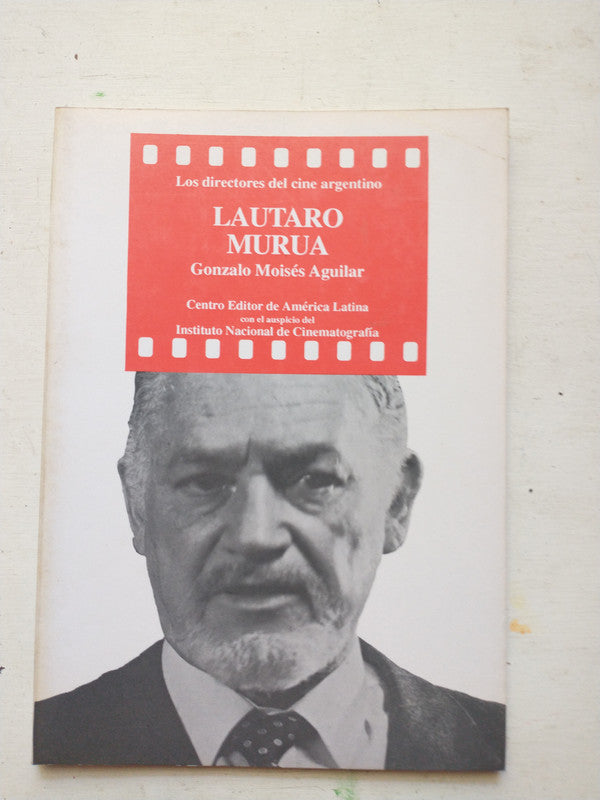 Los directores del cine argentino
LAUTARO
MURUA
Gonzalo Moisés Aguilar
Centro Editor de América Latina
con el auspicio del
Instituto Nacional de Cinematografía